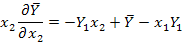 x₂ ∂Y̅/∂x₂ = −Y₁x₂ + Y̅ − x₁Y₁